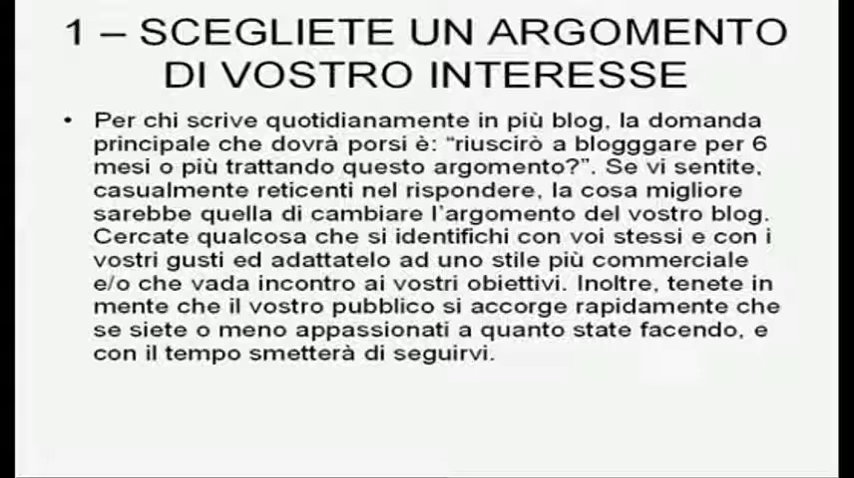 1 – SCEGLIETE UN ARGOMENTO
DI VOSTRO INTERESSE
• Per chi scrive quotidianamente in più blog, la domanda
principale che dovrà porsi è: “riuscirò a blogggare per 6
mesi o più trattando questo argomento?”. Se vi sentite,
casualmente reticenti nel rispondere, la cosa migliore
sarebbe quella di cambiare l’argomento del vostro blog.
Cercate qualcosa che si identifichi con voi stessi e con i
vostri gusti ed adattatelo ad uno stile più commerciale
e/o che vada incontro ai vostri obiettivi. Inoltre, tenete in
mente che il vostro pubblico si accorge rapidamente che
se siete o meno appassionati a quanto state facendo, e
con il tempo smetterà di seguirvi.